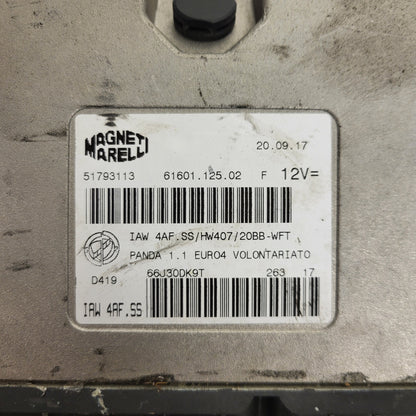 MAGNETI
MARELLI
20.09.17
51793113 61601.125.02 F 12V=
IAW 4AF.SS/HW407/20BB-WFT
PANDA 1.1 EURO4 VOLONTARIATO
D419 66J30DK9T 263 17
IAW 4AF.SS